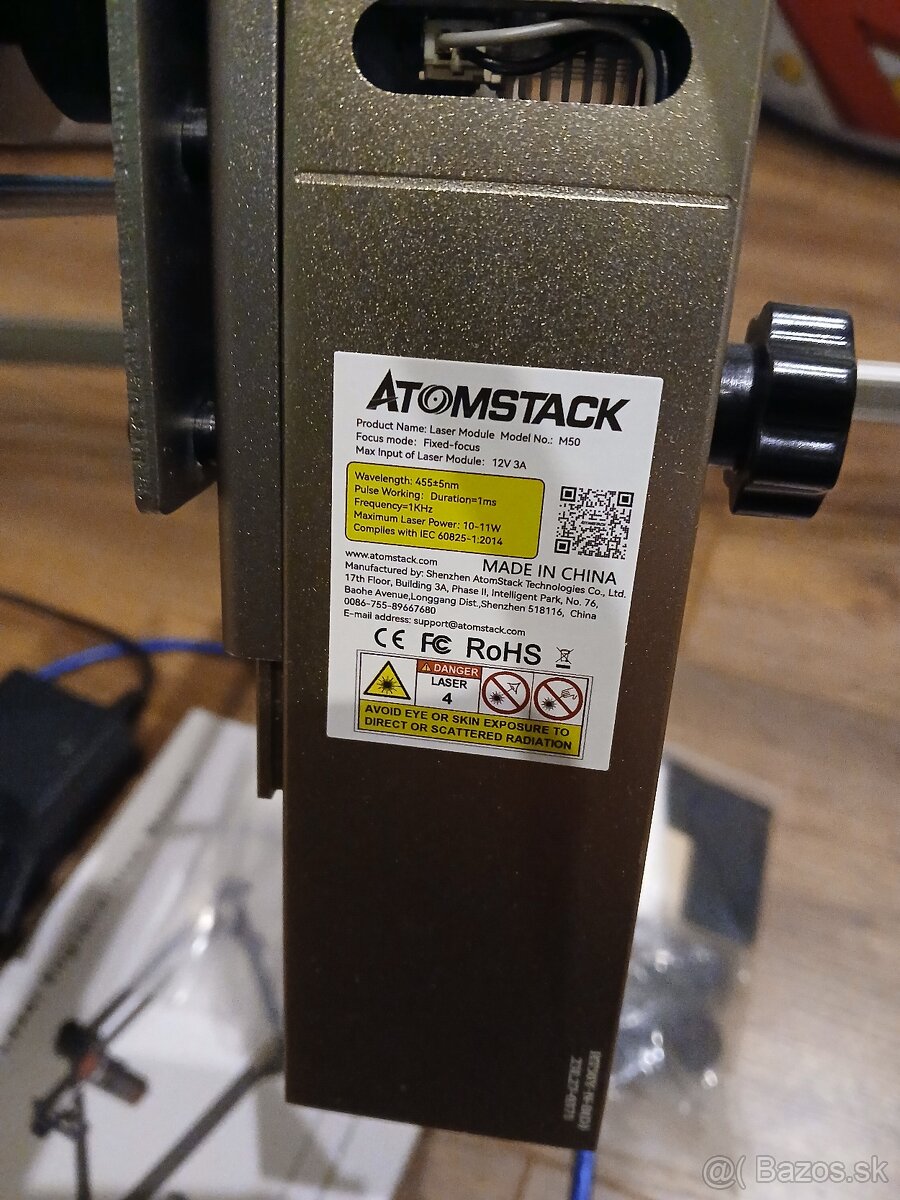 ATOMSTACK
Product Name: Laser Module Model No.: M50
Focus mode: Fixed-focus
Max Input of Laser Module: 12V 3A
Wavelength: 455±5nm
Pulse Working: Duration=1ms
Frequency=1KHz
Maximum Laser Power: 10-11W
Complies with IEC 60825-1:2014
www.atomstack.com
MADE IN CHINA
Manufactured by: Shenzhen AtomStack Technologies Co., Ltd.
17th Floor, Building 3A, Phase II, Intelligent Park, No. 76,
Baohe Avenue,Longgang Dist.,Shenzhen 518116, China
0086-755-89667680
E-mail address: support@atomstack.com
CE FC RoHS
DANGER
LASER
4
AVOID EYE OR SKIN EXPOSURE TO
DIRECT OR SCATTERED RADIATION
@( Bazos.sk